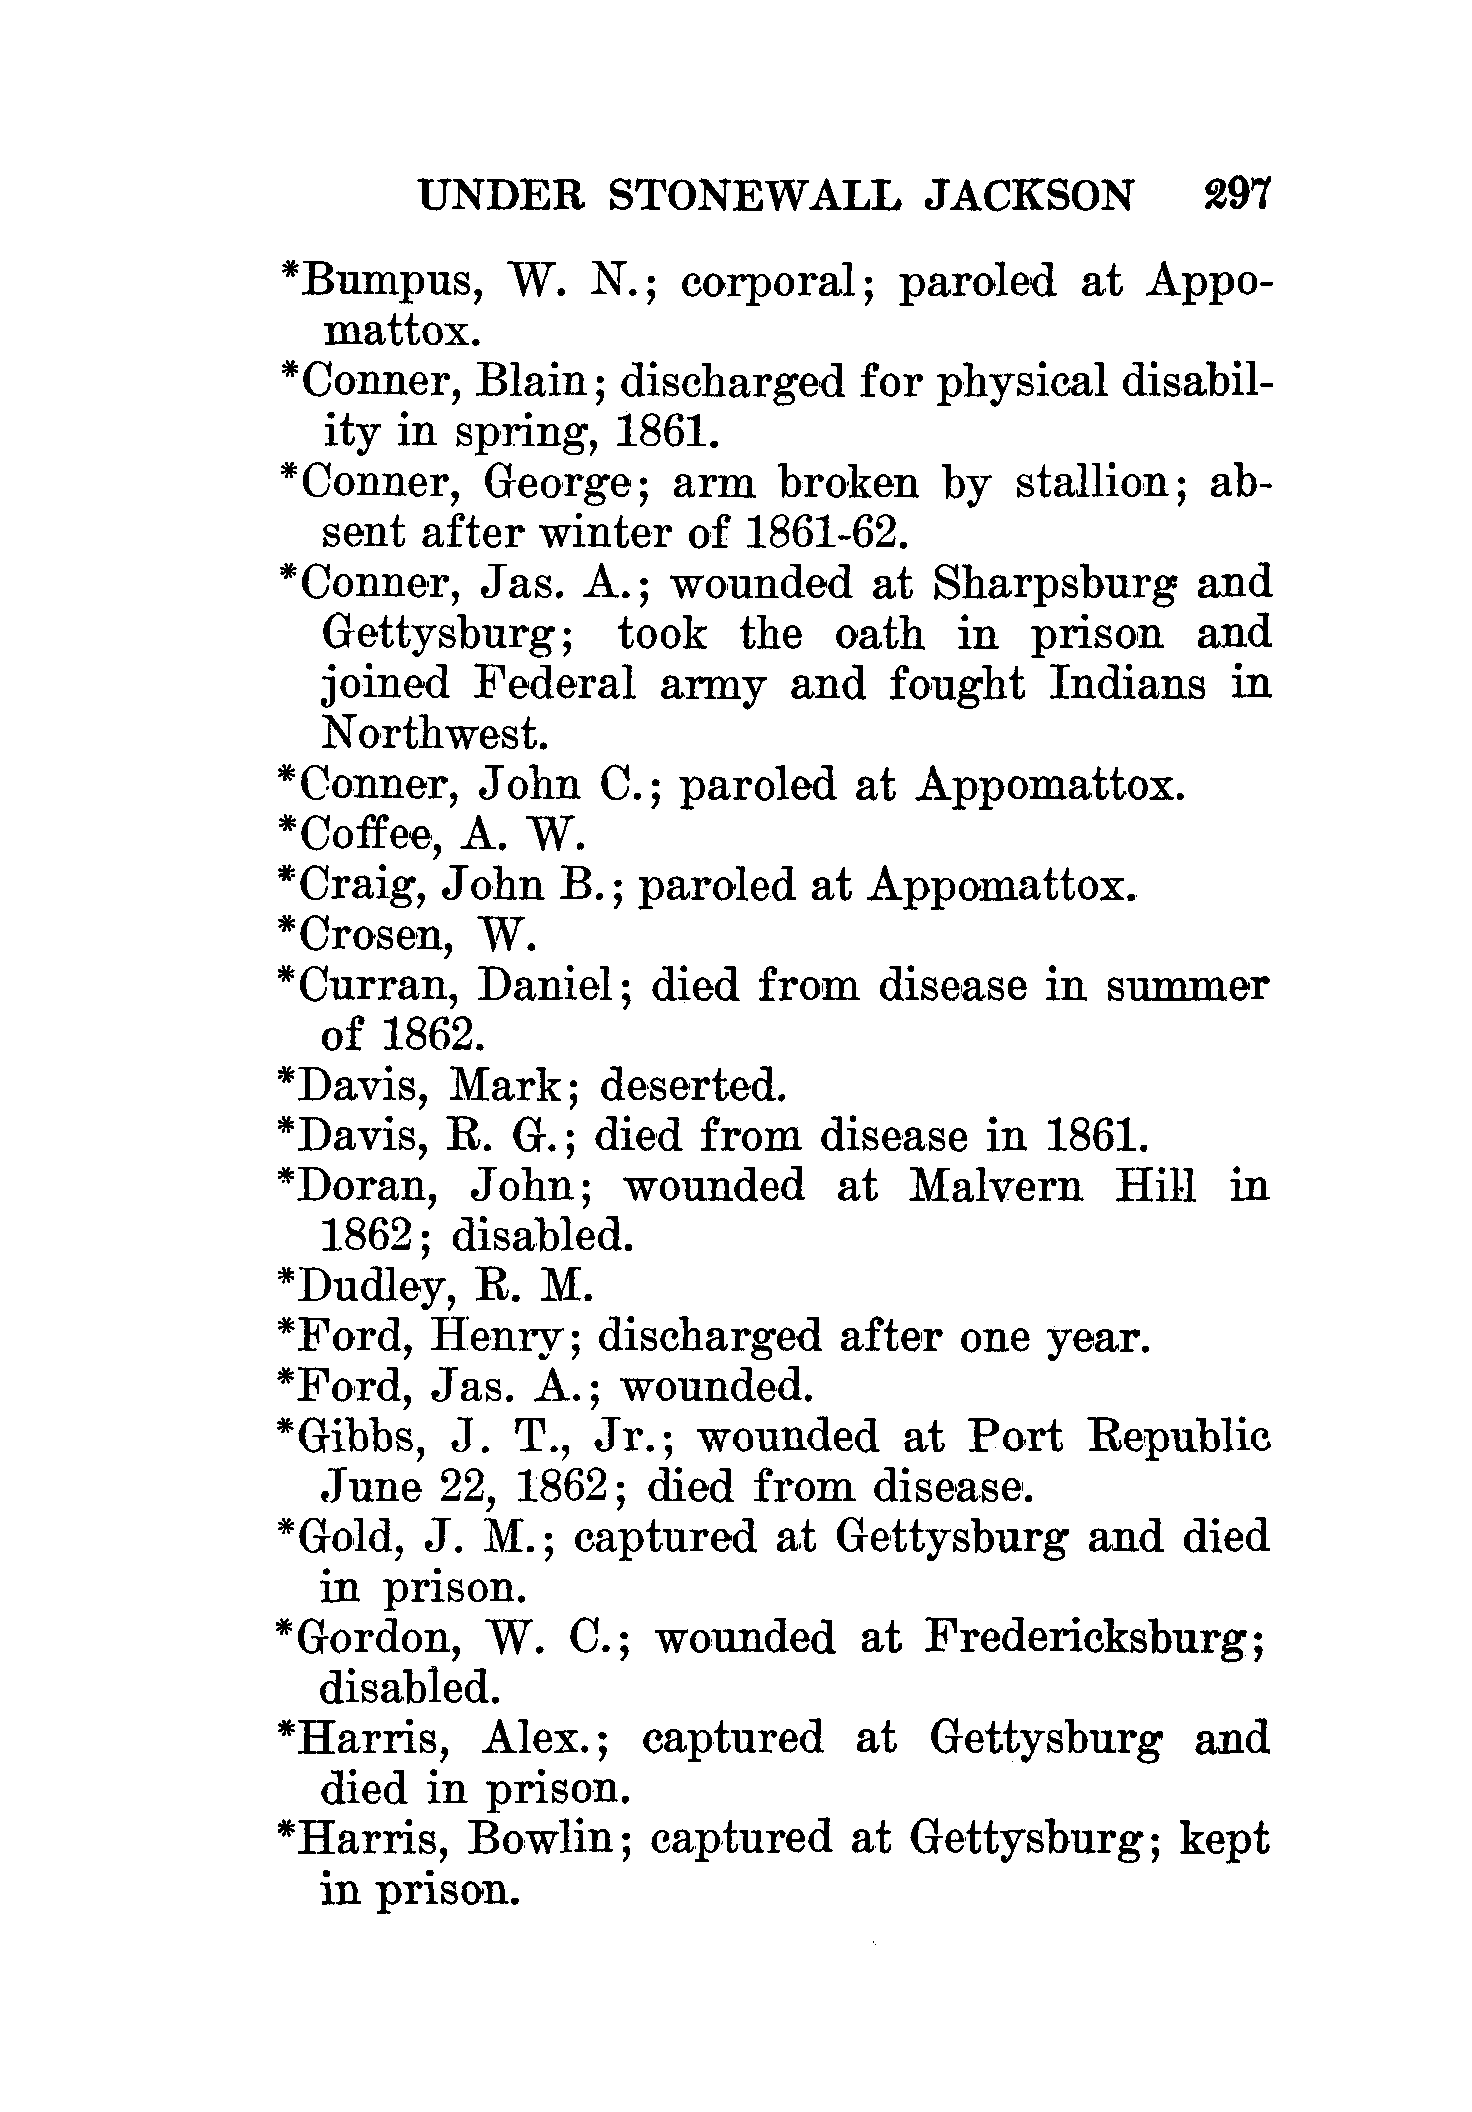 UNDER STONEWALL JACKSON 297
*Bumpus, W. N.; corporal; paroled at Appo-
mattox.
*Conner, Blain; discharged for physical disabil-
ity in spring, 1861.
*Conner, George; arm broken by stallion; ab-
sent after winter of 1861-62.
*Conner, Jas. A.; wounded at Sharpsburg and
Gettysburg; took the oath in prison and
joined Federal army and fought Indians in
Northwest.
*Conner, John C.; paroled at Appomattox.
*Coffee, A. W.
*Craig, John B.; paroled at Appomattox.
*Crosen, W.
*Curran, Daniel; died from disease in summer
of 1862.
*Davis, Mark; deserted.
*Davis, R. G.; died from disease in 1861.
*Doran, John; wounded at Malvern Hill in
1862; disabled.
*Dudley, R. M.
*Ford, Henry; discharged after one year.
*Ford, Jas. A.; wounded.
*Gibbs, J. T., Jr.; wounded at Port Republic
June 22, 1862; died from disease.
*Gold, J. M.; captured at Gettysburg and died
in prison.
*Gordon, W. C.; wounded at Fredericksburg;
disabled.
*Harris, Alex.; captured at Gettysburg and
died in prison.
*Harris, Bowlin; captured at Gettysburg; kept
in prison.